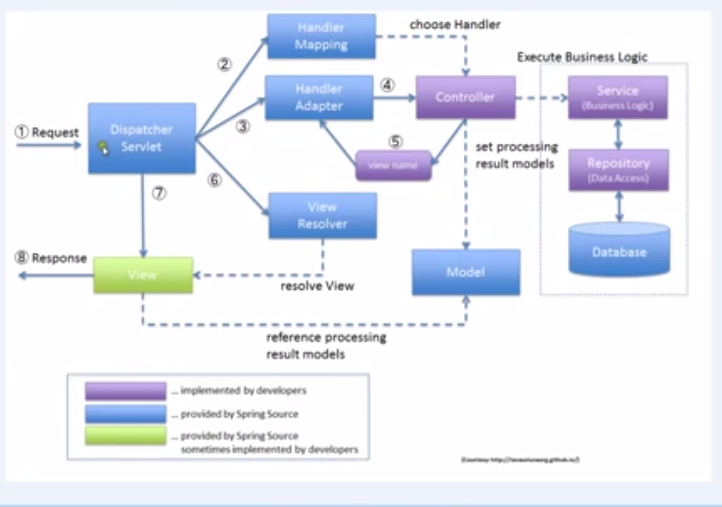 Handler
Mapping
choose Handler
②
Execute Business Logic
Handler
Adapter
④
Controller
Service
(Business Logic)
① Request
Dispatcher
Servlet
③
⑤
view name
set processing
result models
Repository
(Data Access)
⑥
⑦
View
Resolver
Database
⑧ Response
View
resolve View
Model
reference processing
result models
... implemented by developers
... provided by Spring Source
... provided by Spring Source
sometimes implemented by developers